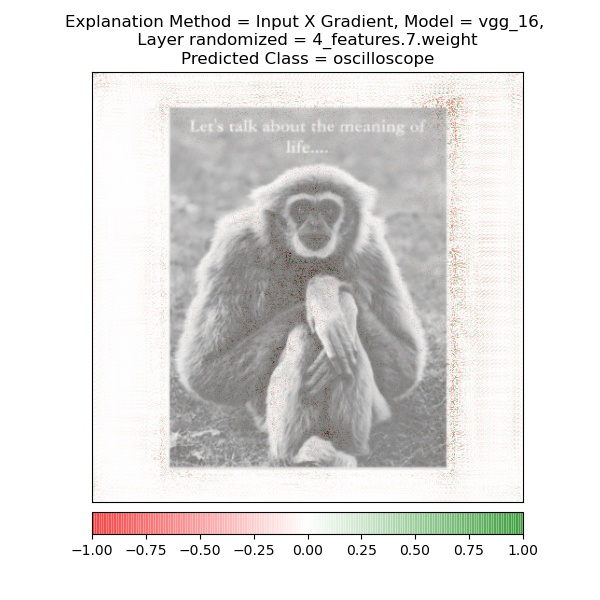 Explanation Method = Input X Gradient, Model = vgg_16,
Layer randomized = 4_features.7.weight
Predicted Class = oscilloscope
Let's talk about the meaning of
life....
−1.00 −0.75 −0.50 −0.25 0.00 0.25 0.50 0.75 1.00